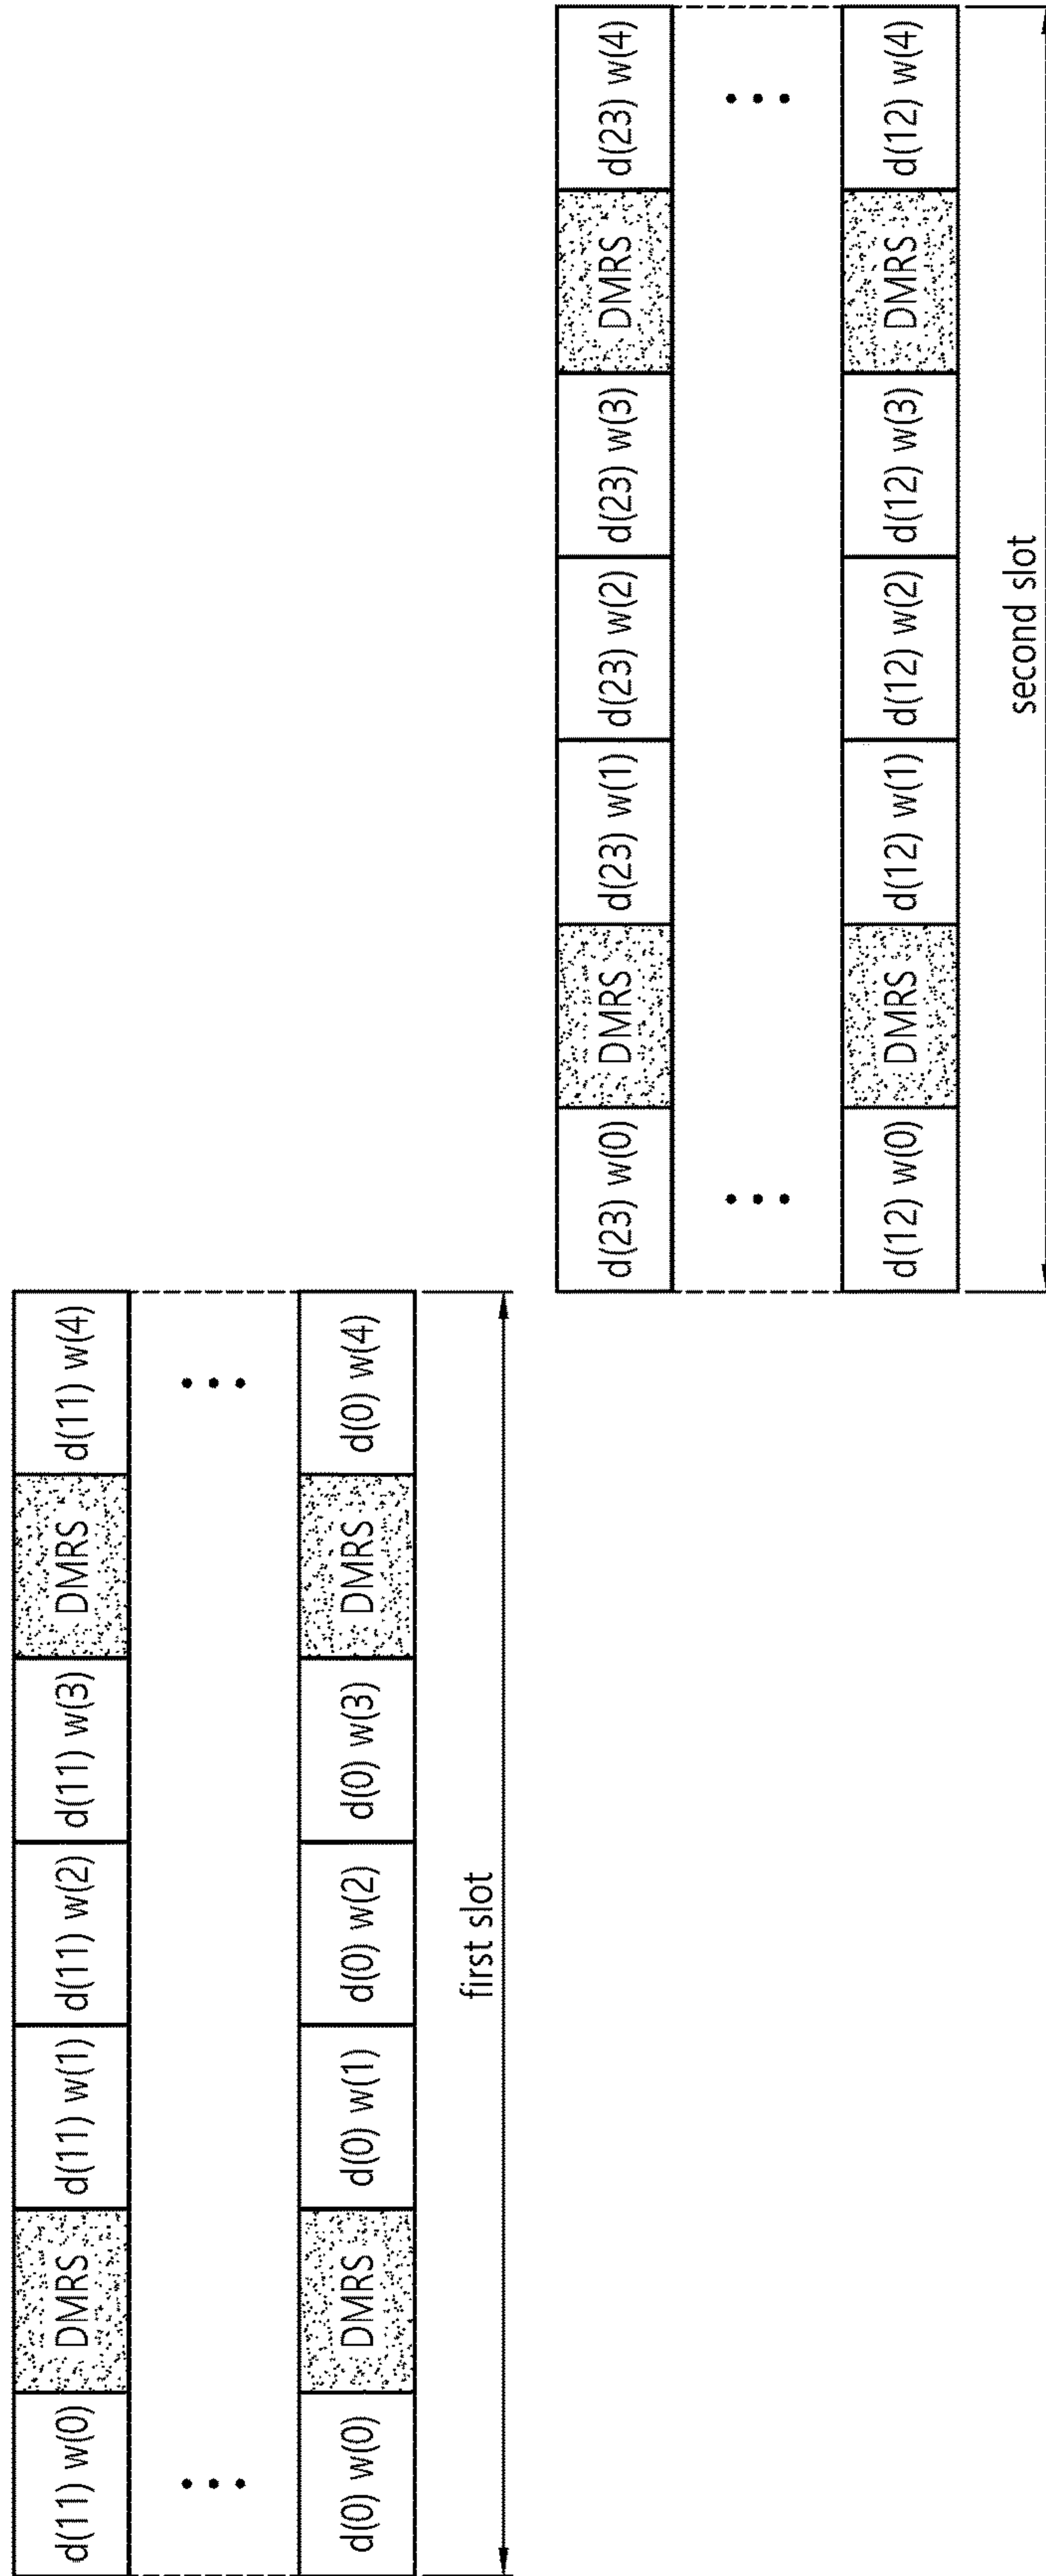 d(11) w(0) DMRS d(11) w(1) d(11) w(2) d(11) w(3) DMRS d(11) w(4)
d(0) w(0) DMRS d(0) w(1) d(0) w(2) d(0) w(3) DMRS d(0) w(4)
first slot
d(23) w(0) DMRS d(23) w(1) d(23) w(2) d(23) w(3) DMRS d(23) w(4)
d(12) w(0) DMRS d(12) w(1) d(12) w(2) d(12) w(3) DMRS d(12) w(4)
second slot